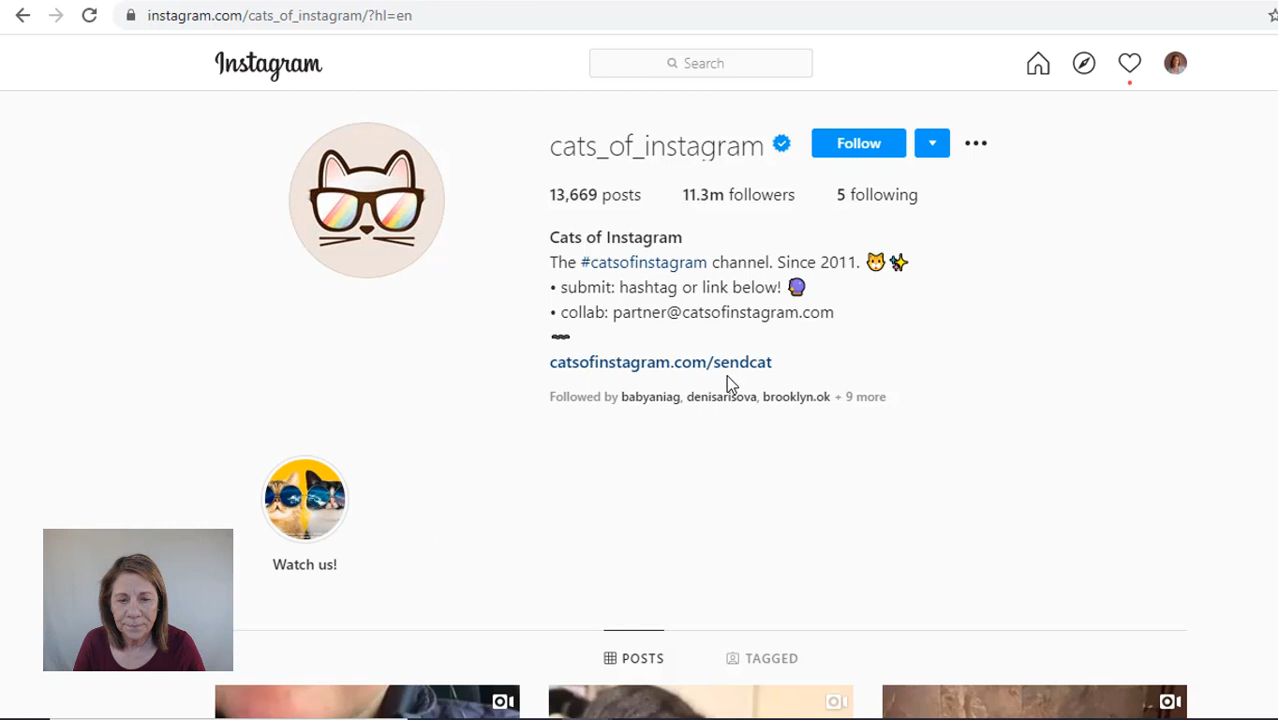 instagram.com/cats_of_instagram/?hl=en
Instagram
Search
cats_of_instagram
Follow
13,669 posts 11.3m followers 5 following
Cats of Instagram
The #catsofinstagram channel. Since 2011. 🐱✨
• submit: hashtag or link below! 🔮
• collab: partner@catsofinstagram.com
catsofinstagram.com/sendcat
Followed by babyaniag, denisarisova, brooklyn.ok + 9 more
Watch us!
POSTS TAGGED